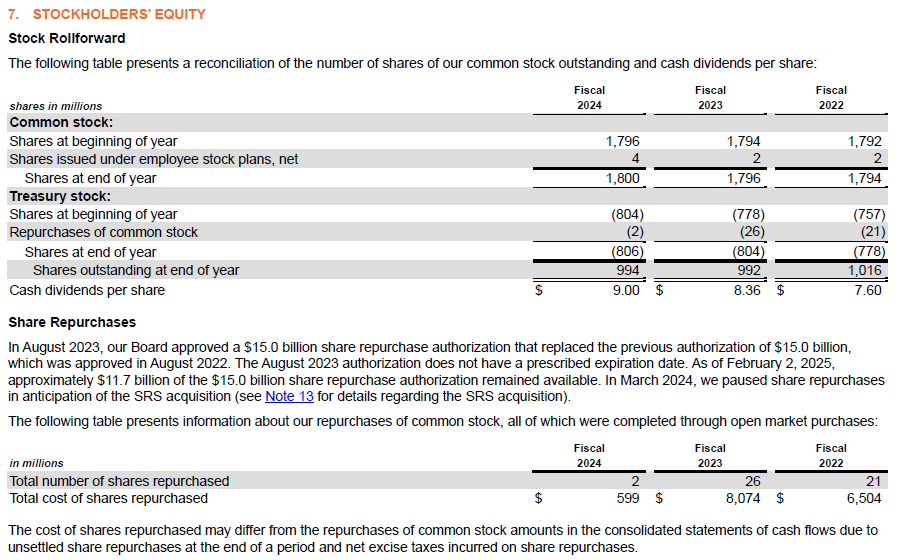 7. STOCKHOLDERS' EQUITY
Stock Rollforward
The following table presents a reconciliation of the number of shares of our common stock outstanding and cash dividends per share:
Fiscal Fiscal Fiscal
shares in millions 2024 2023 2022
Common stock:
Shares at beginning of year 1,796 1,794 1,792
Shares issued under employee stock plans, net 4 2 2
Shares at end of year 1,800 1,796 1,794
Treasury stock:
Shares at beginning of year (804) (778) (757)
Repurchases of common stock (2) (26) (21)
Shares at end of year (806) (804) (778)
Shares outstanding at end of year 994 992 1,016
Cash dividends per share $ 9.00 $ 8.36 $ 7.60
Share Repurchases
In August 2023, our Board approved a $15.0 billion share repurchase authorization that replaced the previous authorization of $15.0 billion,
which was approved in August 2022. The August 2023 authorization does not have a prescribed expiration date. As of February 2, 2025,
approximately $11.7 billion of the $15.0 billion share repurchase authorization remained available. In March 2024, we paused share repurchases
in anticipation of the SRS acquisition (see Note 13 for details regarding the SRS acquisition).
The following table presents information about our repurchases of common stock, all of which were completed through open market purchases:
Fiscal Fiscal Fiscal
in millions 2024 2023 2022
Total number of shares repurchased 2 26 21
Total cost of shares repurchased $ 599 $ 8,074 $ 6,504
The cost of shares repurchased may differ from the repurchases of common stock amounts in the consolidated statements of cash flows due to
unsettled share repurchases at the end of a period and net excise taxes incurred on share repurchases.